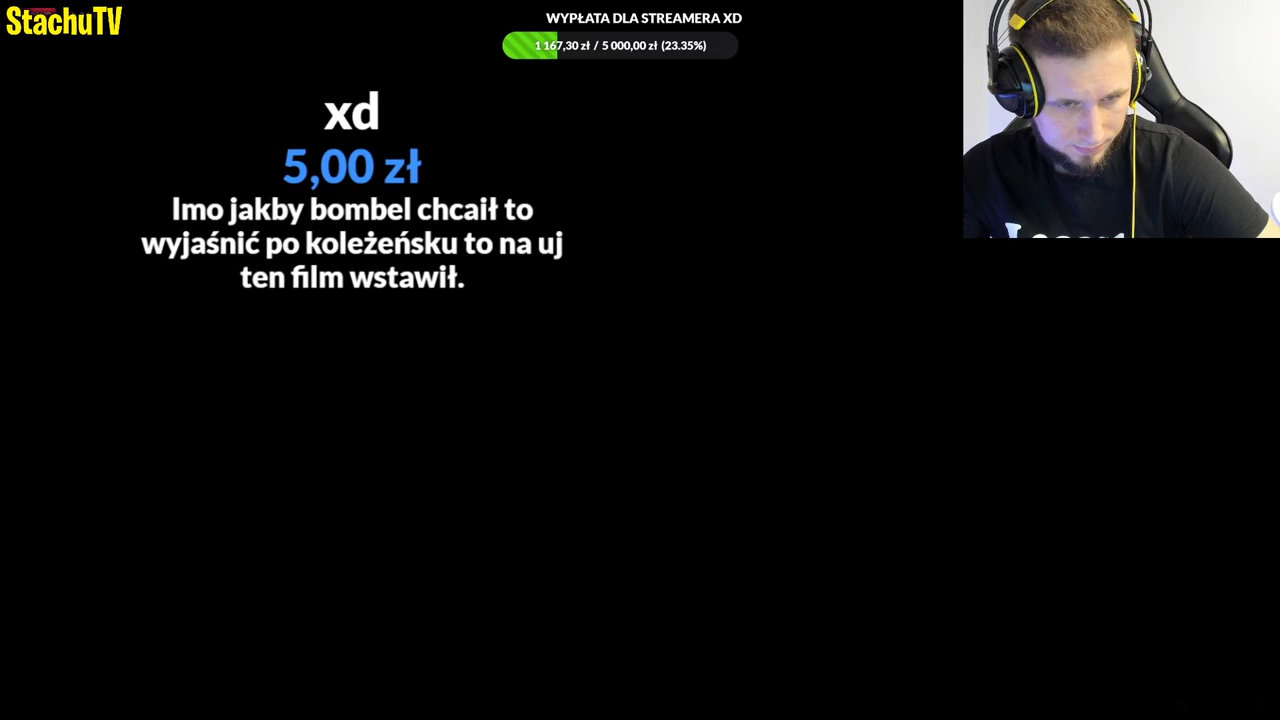 StachuTV
WYPŁATA DLA STREAMERA XD
1 167,30 zł / 5 000,00 zł (23.35%)
xd
5,00 zł
Imo jakby bombel chcaił to
wyjaśnić po koleżeńsku to na uj
ten film wstawił.